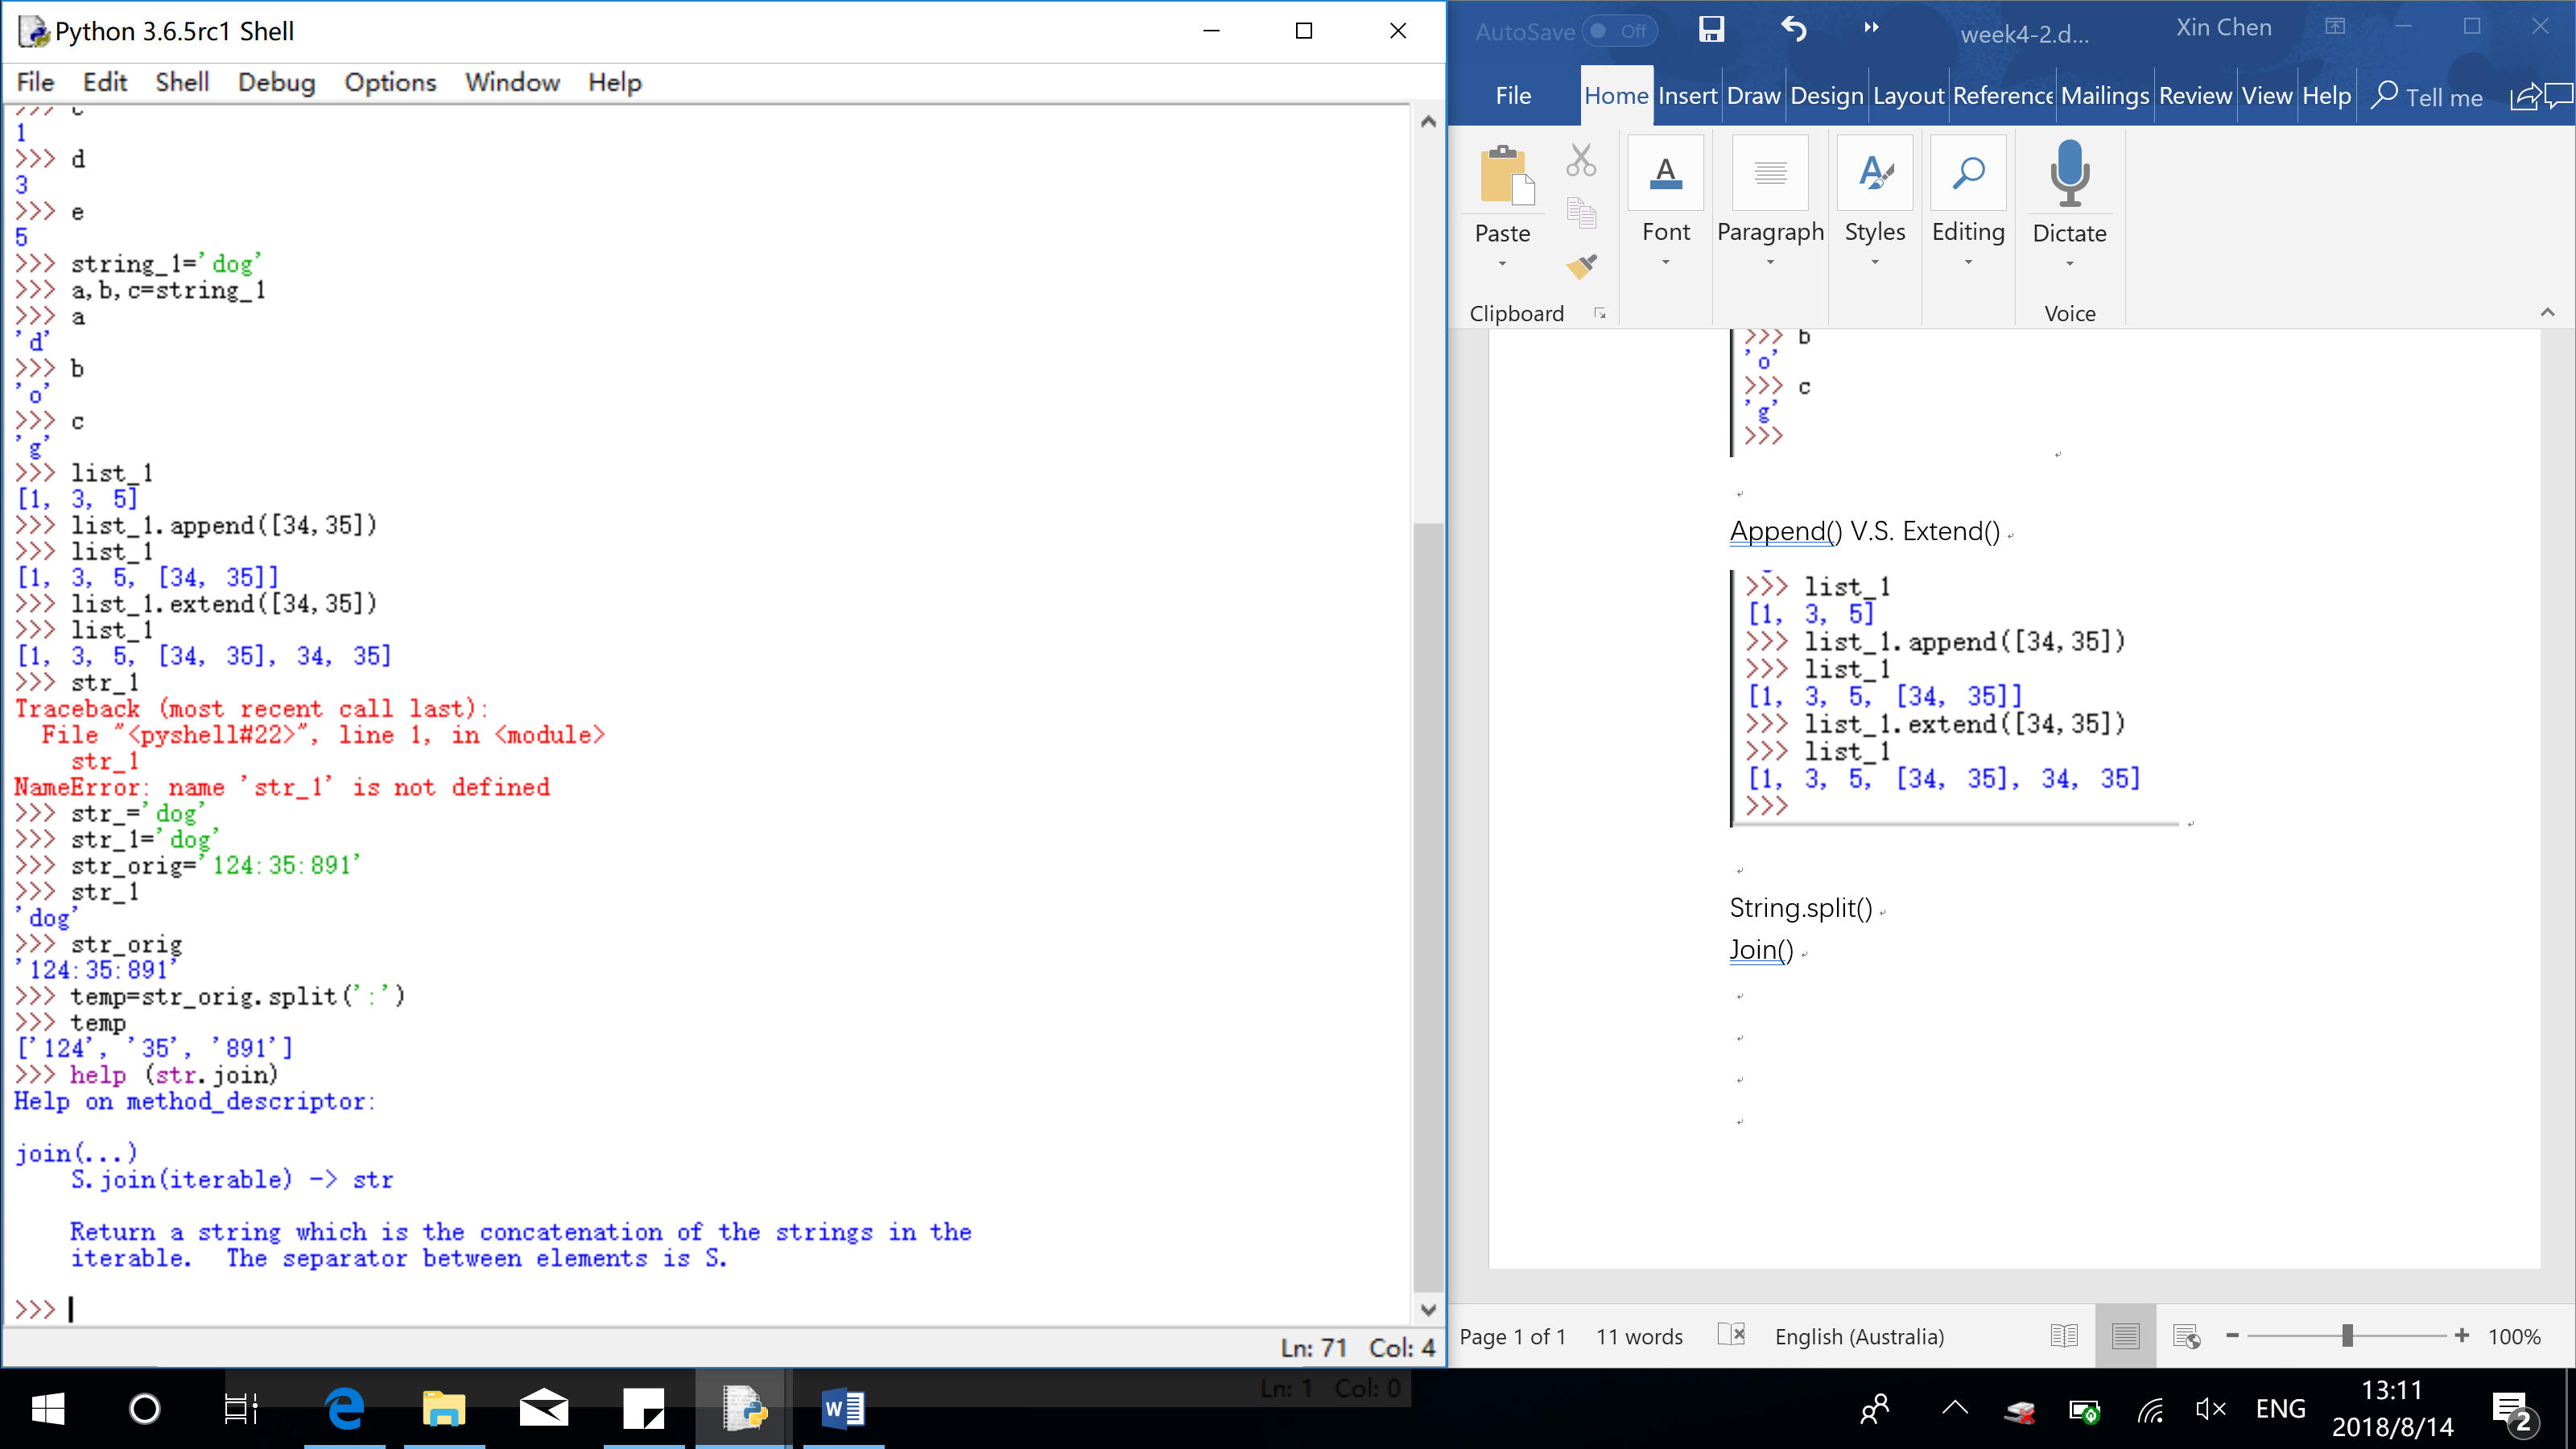 Python 3.6.5rc1 Shell
File Edit Shell Debug Options Window Help
>>> c
1
>>> d
3
>>> e
5
>>> string_1='dog'
>>> a,b,c=string_1
>>> a
'd'
>>> b
'o'
>>> c
'g'
>>> list_1
[1, 3, 5]
>>> list_1.append([34,35])
>>> list_1
[1, 3, 5, [34, 35]]
>>> list_1.extend([34,35])
>>> list_1
[1, 3, 5, [34, 35], 34, 35]
>>> str_1
Traceback (most recent call last):
  File "<pyshell#22>", line 1, in <module>
    str_1
NameError: name 'str_1' is not defined
>>> str_='dog'
>>> str_1='dog'
>>> str_orig='124:35:891'
>>> str_1
'dog'
>>> str_orig
'124:35:891'
>>> temp=str_orig.split(':')
>>> temp
['124', '35', '891']
>>> help (str.join)
Help on method_descriptor:
join(...)
    S.join(iterable) -> str
    Return a string which is the concatenation of the strings in the
    iterable.  The separator between elements is S.
>>>
Ln: 71 Col: 4
AutoSave Off week4-2.d... Xin Chen
File Home Insert Draw Design Layout Referenc Mailings Review View Help Tell me
Paste Font Paragraph Styles Editing Dictate
Clipboard Voice
>>> b
'o'
>>> c
'g'
>>>
Append() V.S. Extend()
>>> list_1
[1, 3, 5]
>>> list_1.append([34,35])
>>> list_1
[1, 3, 5, [34, 35]]
>>> list_1.extend([34,35])
>>> list_1
[1, 3, 5, [34, 35], 34, 35]
>>>
String.split()
Join()
Page 1 of 1 11 words English (Australia) 100%
Ln: 1 Col: 0
ENG 13:11
2018/8/14
2